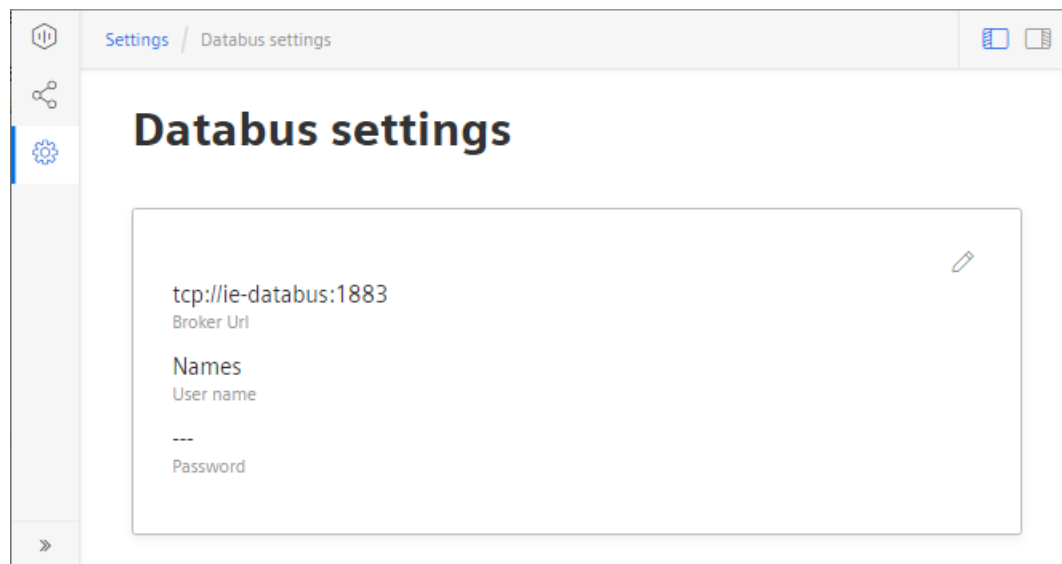 Settings / Databus settings
Databus settings
tcp://ie-databus:1883
Broker Url
Names
User name
---
Password